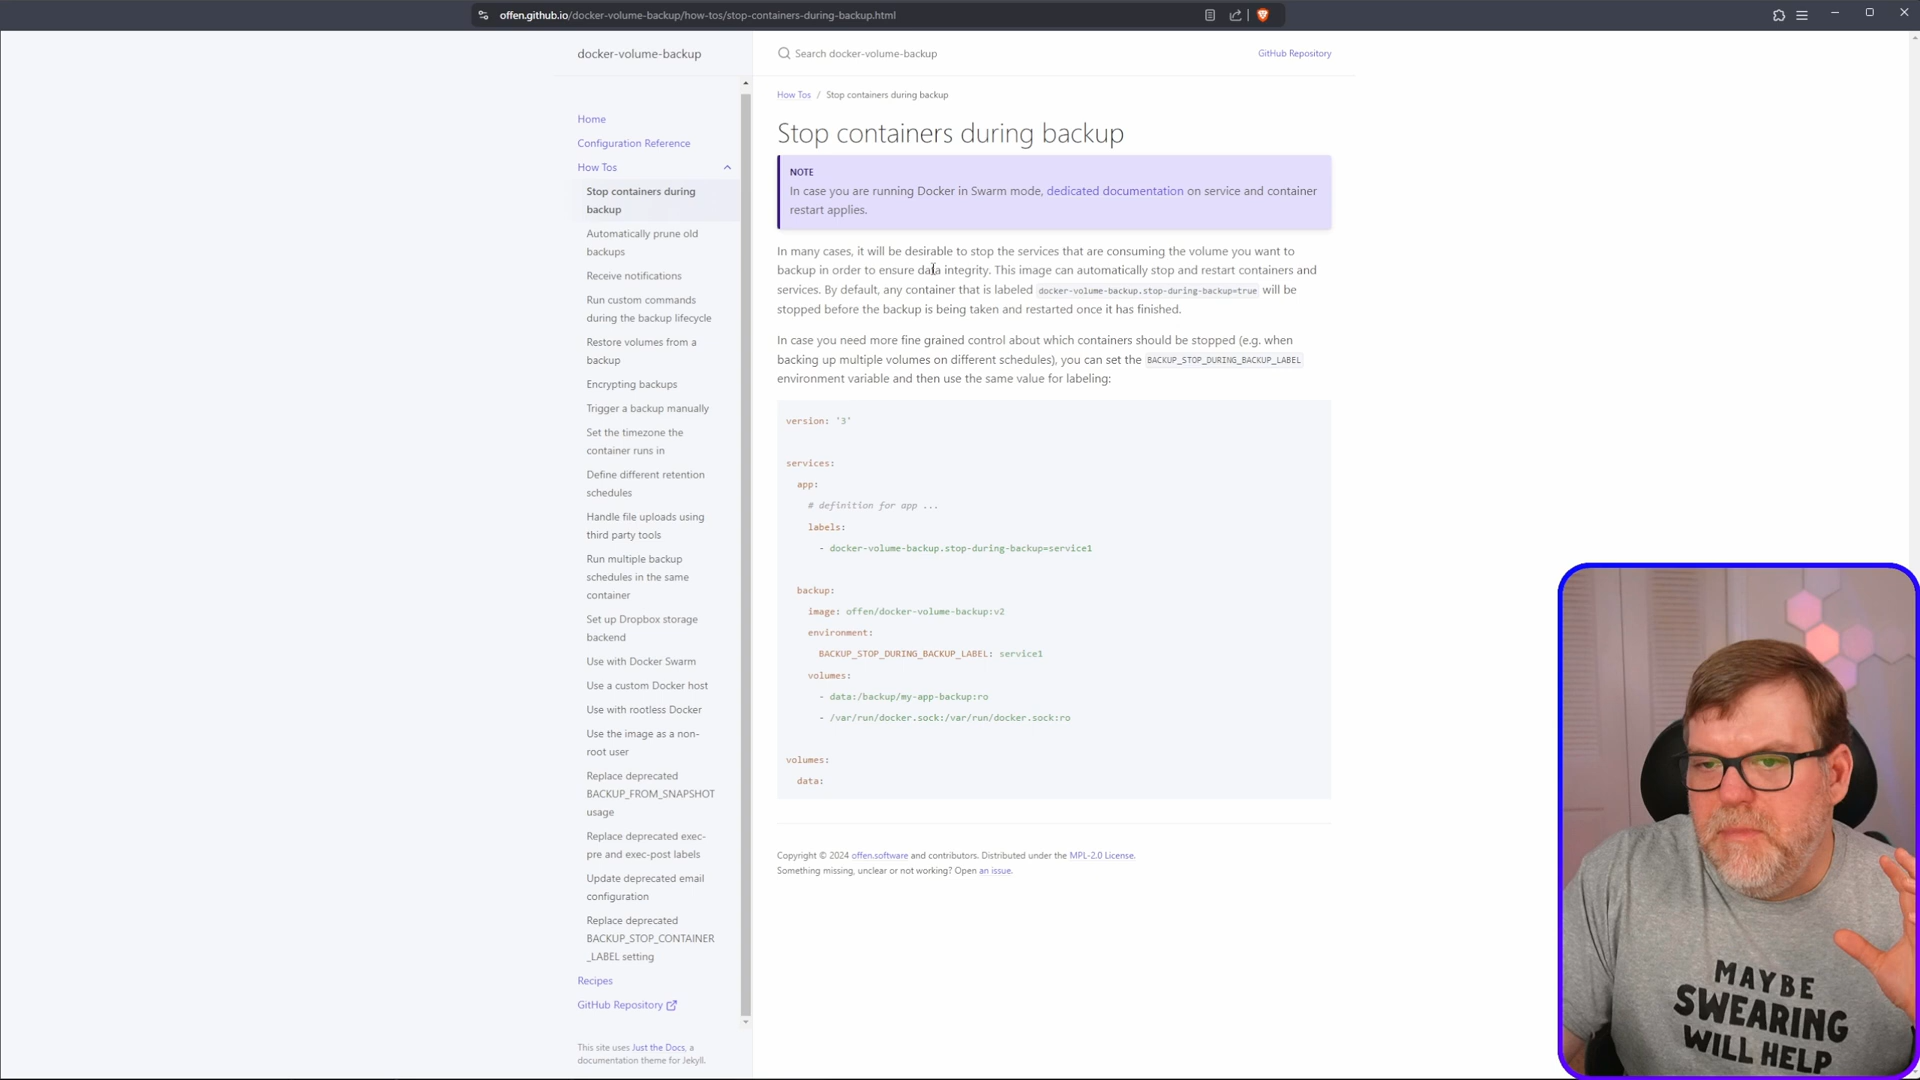 offen.github.io/docker-volume-backup/how-tos/stop-containers-during-backup.html
docker-volume-backup
Search docker-volume-backup
GitHub Repository
Home
Configuration Reference
How Tos
Stop containers during
backup
Automatically prune old
backups
Receive notifications
Run custom commands
during the backup lifecycle
Restore volumes from a
backup
Encrypting backups
Trigger a backup manually
Set the timezone the
container runs in
Define different retention
schedules
Handle file uploads using
third party tools
Run multiple backup
schedules in the same
container
Set up Dropbox storage
backend
Use with Docker Swarm
Use a custom Docker host
Use with rootless Docker
Use the image as a non-
root user
Replace deprecated
BACKUP_FROM_SNAPSHOT
usage
Replace deprecated exec-
pre and exec-post labels
Update deprecated email
configuration
Replace deprecated
BACKUP_STOP_CONTAINER
_LABEL setting
Recipes
GitHub Repository
This site uses Just the Docs, a
documentation theme for Jekyll.
How Tos / Stop containers during backup
Stop containers during backup
NOTE
In case you are running Docker in Swarm mode, dedicated documentation on service and container
restart applies.
In many cases, it will be desirable to stop the services that are consuming the volume you want to
backup in order to ensure data integrity. This image can automatically stop and restart containers and
services. By default, any container that is labeled docker-volume-backup.stop-during-backup=true will be
stopped before the backup is being taken and restarted once it has finished.
In case you need more fine grained control about which containers should be stopped (e.g. when
backing up multiple volumes on different schedules), you can set the BACKUP_STOP_DURING_BACKUP_LABEL
environment variable and then use the same value for labeling:
version: '3'
services:
app:
# definition for app ...
labels:
- docker-volume-backup.stop-during-backup=service1
backup:
image: offen/docker-volume-backup:v2
environment:
BACKUP_STOP_DURING_BACKUP_LABEL: service1
volumes:
- data:/backup/my-app-backup:ro
- /var/run/docker.sock:/var/run/docker.sock:ro
volumes:
data:
Copyright © 2024 offen.software and contributors. Distributed under the MPL-2.0 License.
Something missing, unclear or not working? Open an issue.
MAYBE
SWEARING
WILL HELP